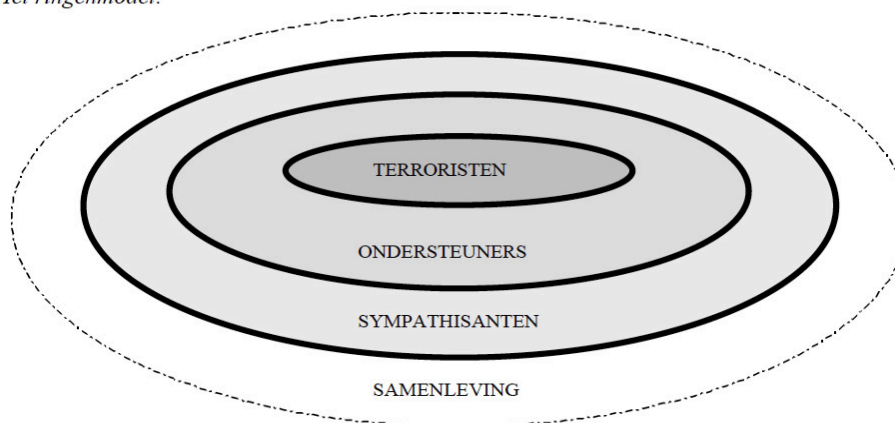 ringenmodel.
TERRORISTEN
ONDERSTEUNERS
SYMPATHISANTEN
SAMENLEVING